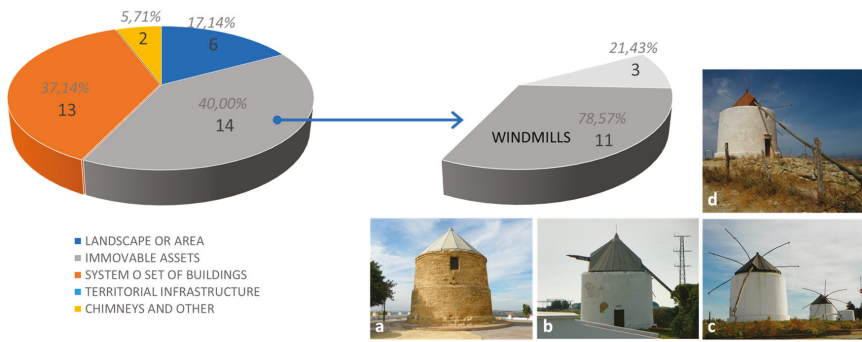 5,71%
2
17,14%
6
37,14%
13
40,00%
14
21,43%
3
78,57%
WINDMILLS 11
LANDSCAPE OR AREA
IMMOVABLE ASSETS
SYSTEM O SET OF BUILDINGS
TERRITORIAL INFRASTRUCTURE
CHIMNEYS AND OTHER
a
b
c
d